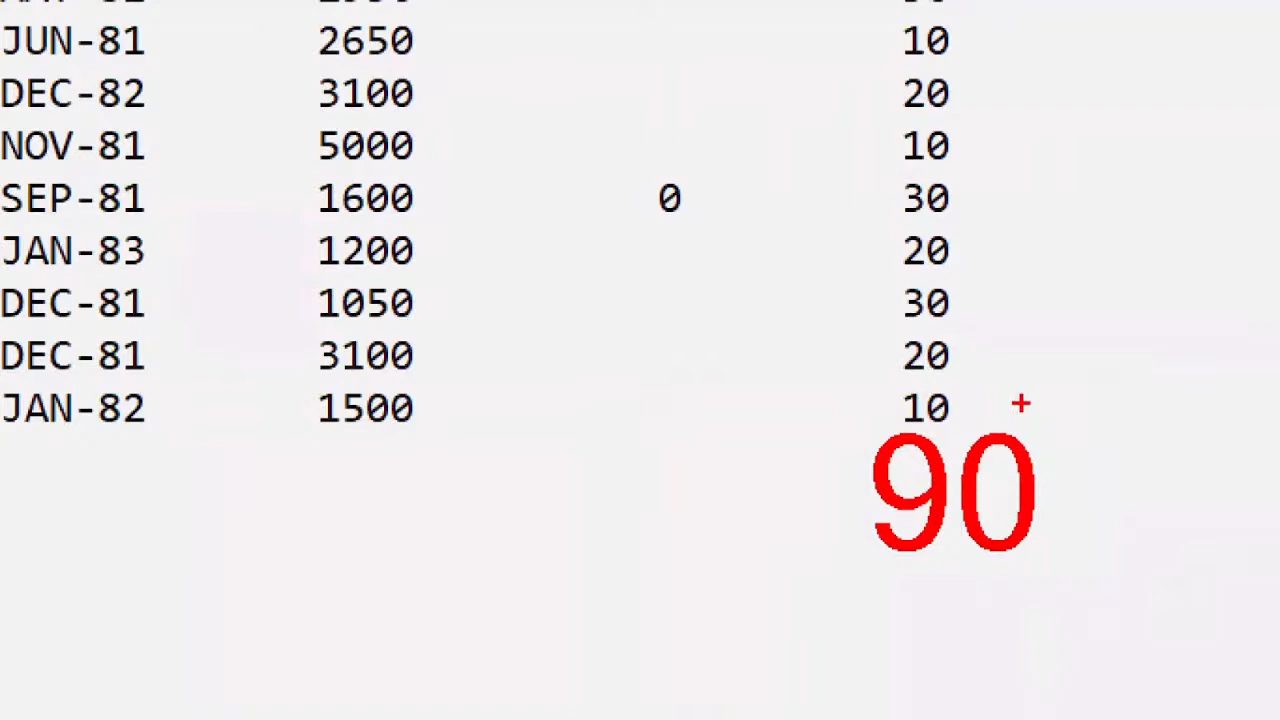 JUN-81 2650 10
DEC-82 3100 20
NOV-81 5000 10
SEP-81 1600 0 30
JAN-83 1200 20
DEC-81 1050 30
DEC-81 3100 20
JAN-82 1500 10
90